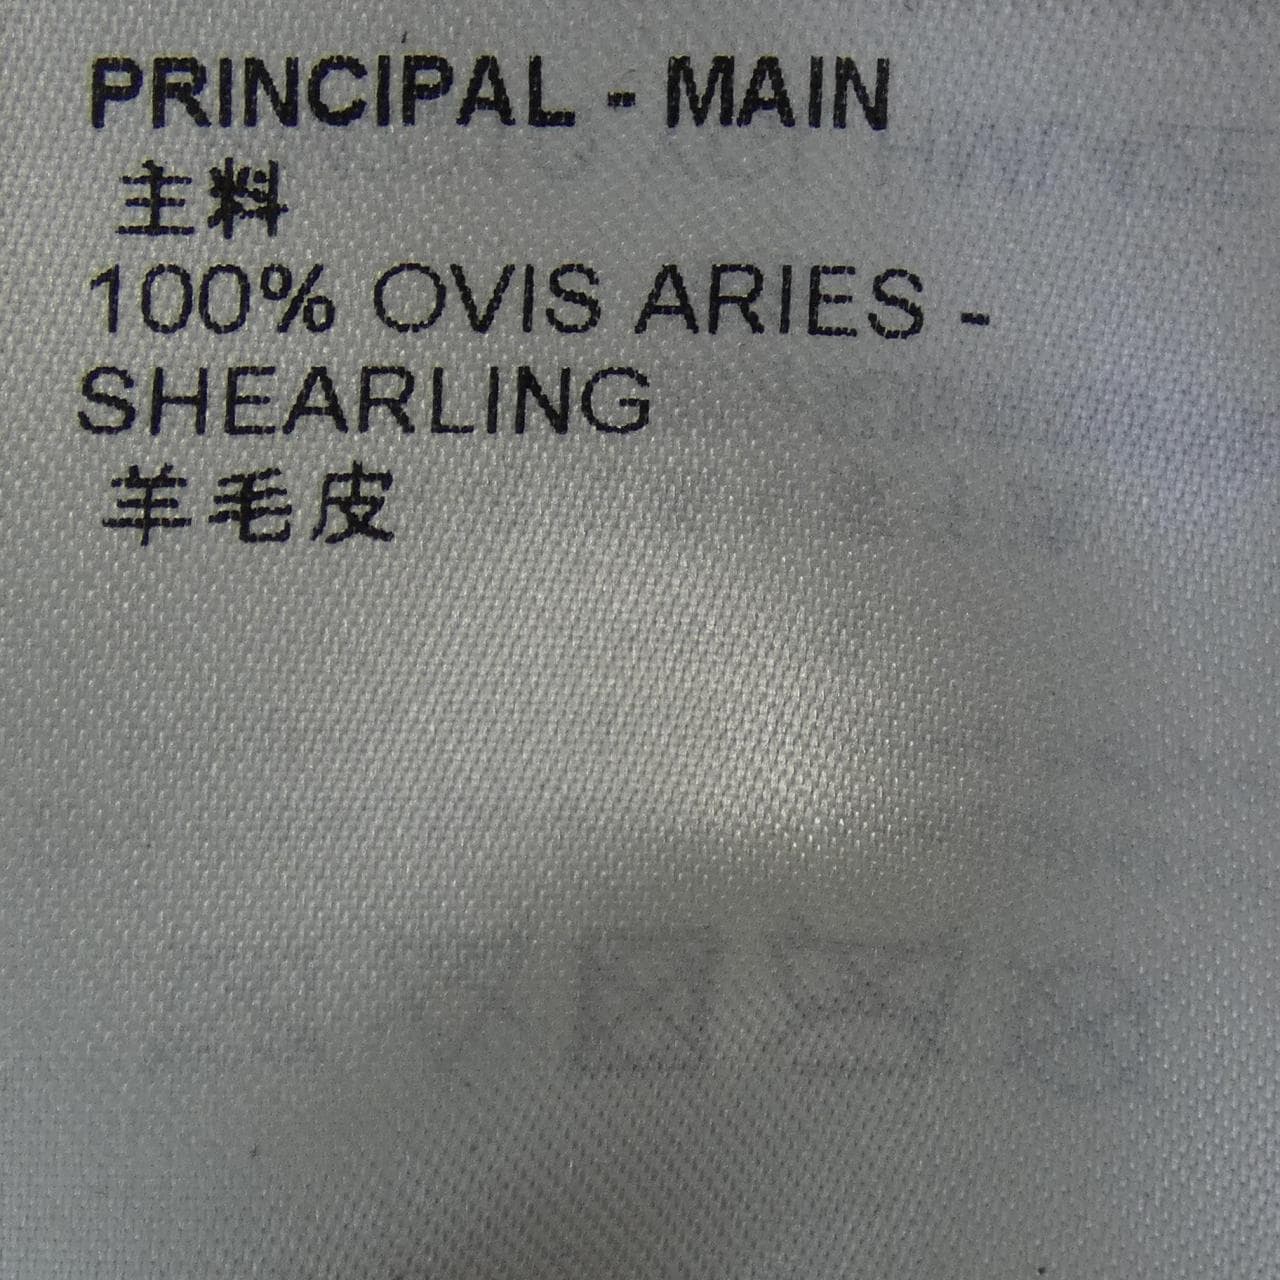 PRINCIPAL - MAIN
主料
100% OVIS ARIES -
SHEARLING
羊毛皮